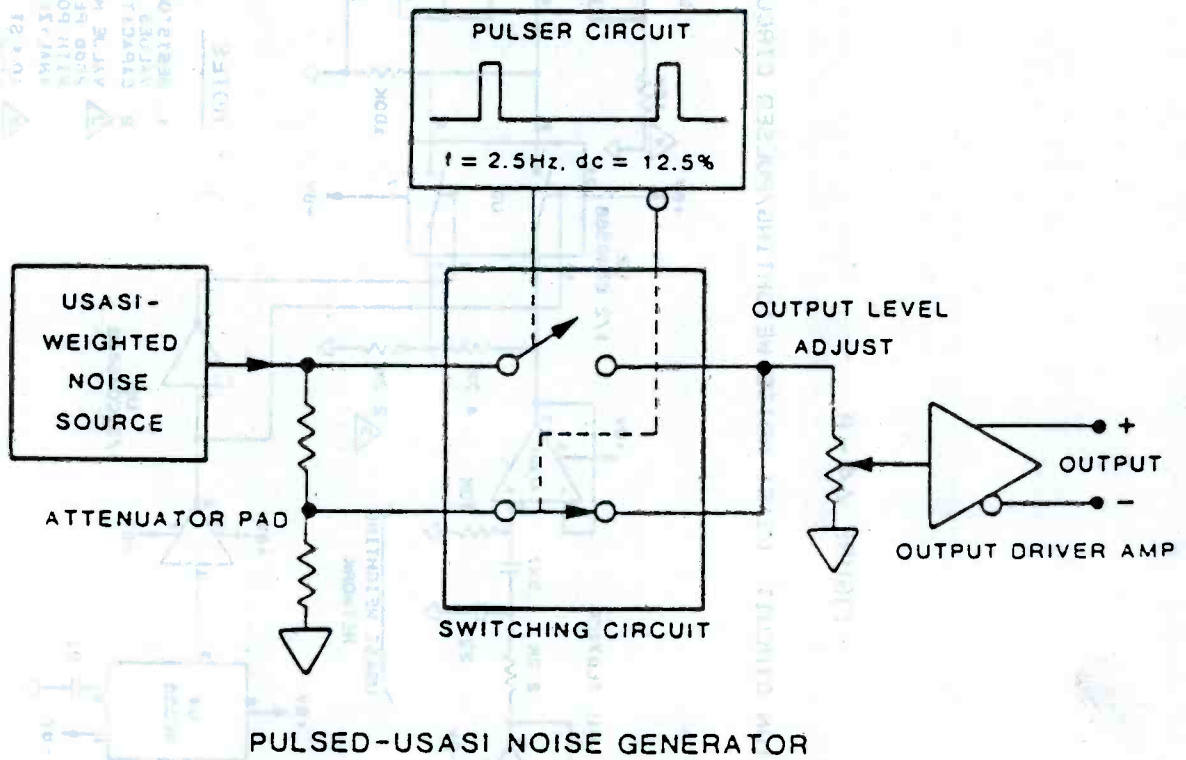 PULSER CIRCUIT
f = 2.5Hz, dc = 12.5%
USASI-
WEIGHTED
NOISE
SOURCE
OUTPUT LEVEL
ADJUST
+
OUTPUT
-
ATTENUATOR PAD
OUTPUT DRIVER AMP
SWITCHING CIRCUIT
PULSED-USASI NOISE GENERATOR